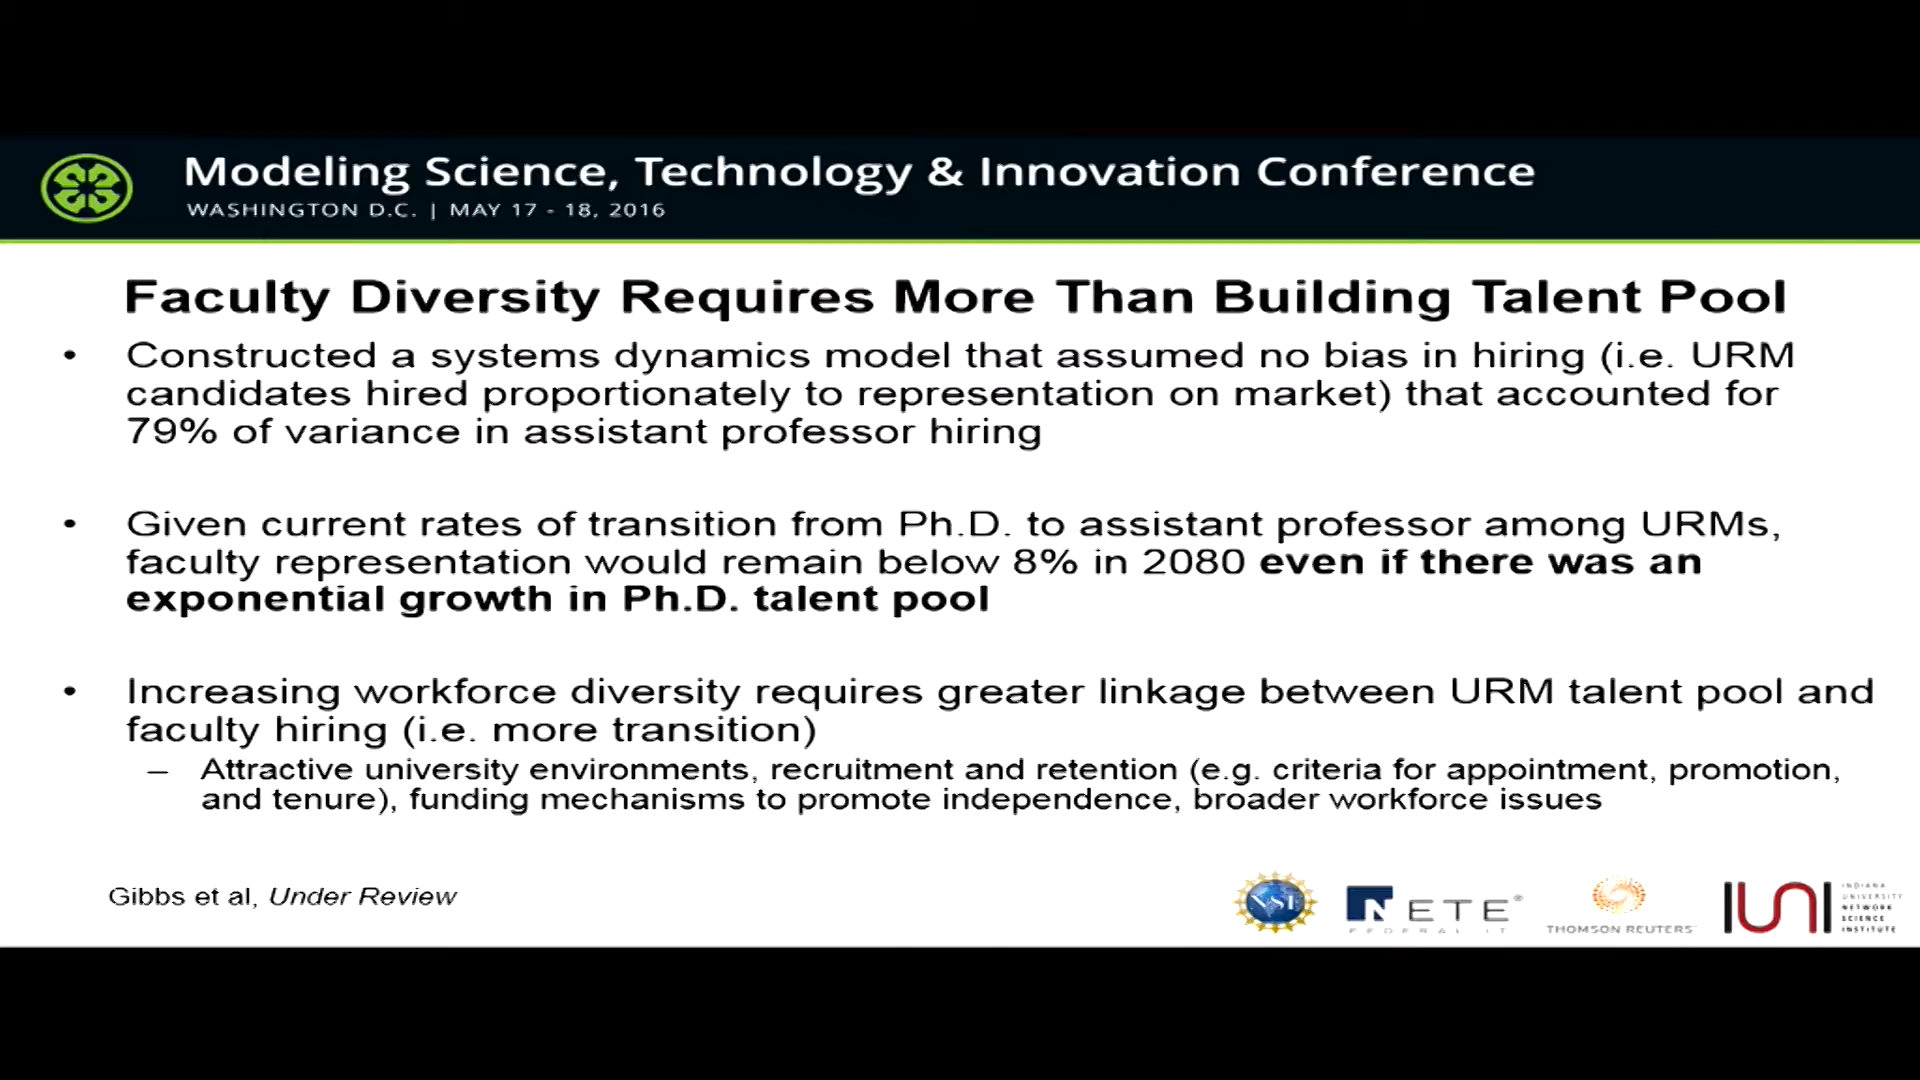 Modeling Science, Technology & Innovation Conference
WASHINGTON D.C. | MAY 17 - 18, 2016
Faculty Diversity Requires More Than Building Talent Pool
• Constructed a systems dynamics model that assumed no bias in hiring (i.e. URM
candidates hired proportionately to representation on market) that accounted for
79% of variance in assistant professor hiring
• Given current rates of transition from Ph.D. to assistant professor among URMs,
faculty representation would remain below 8% in 2080 even if there was an
exponential growth in Ph.D. talent pool
• Increasing workforce diversity requires greater linkage between URM talent pool and
faculty hiring (i.e. more transition)
– Attractive university environments, recruitment and retention (e.g. criteria for appointment, promotion,
and tenure), funding mechanisms to promote independence, broader workforce issues
Gibbs et al, Under Review
NSF
NETE®
FEDERAL IT
THOMSON REUTERS
IUNI
INDIANA
UNIVERSITY
NETWORK
SCIENCE
INSTITUTE